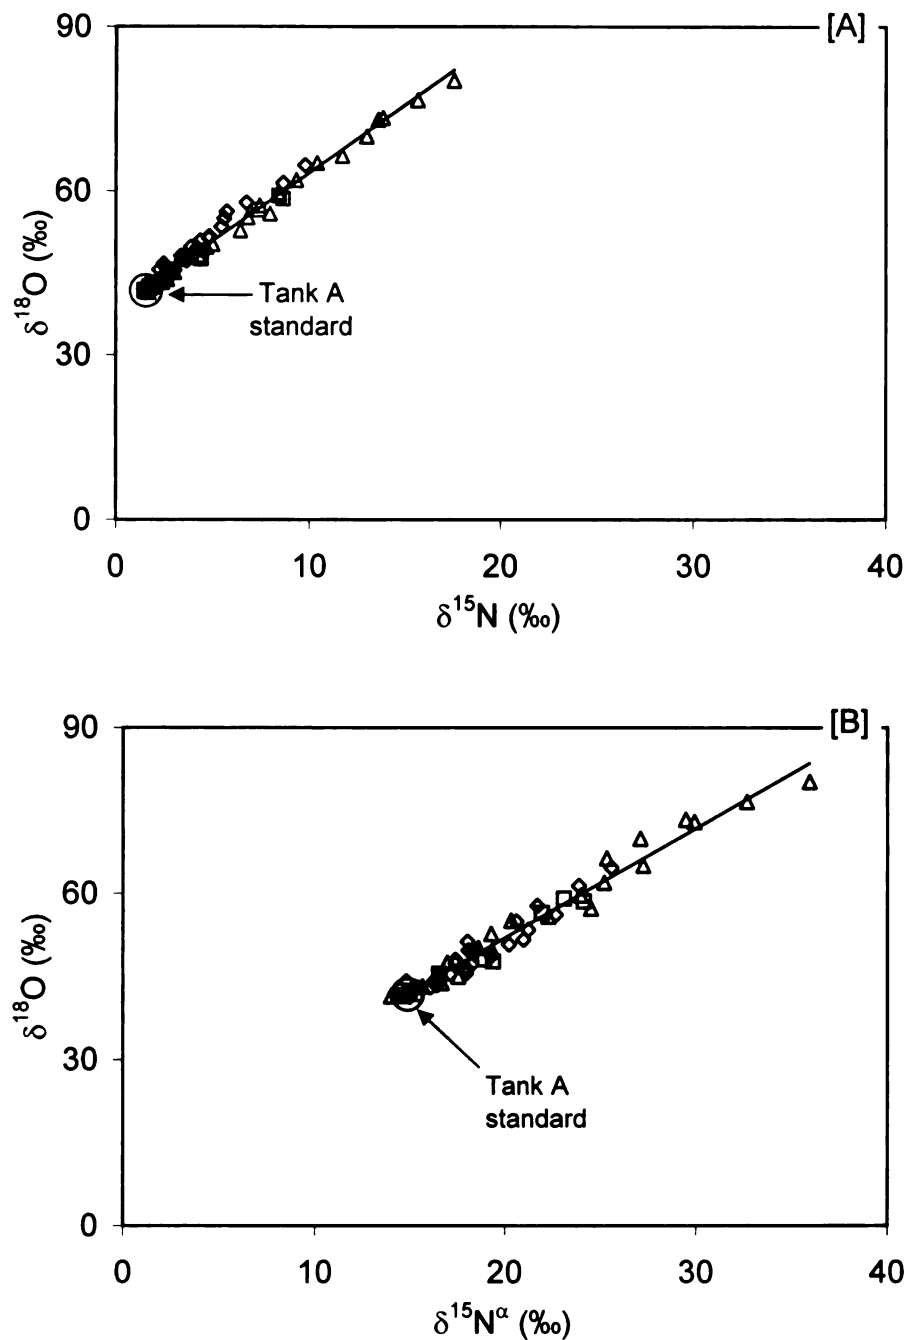 [A]
90
60
30
0
δ18O (‰)
Tank A
standard
0 10 20 30 40
δ15N (‰)
[B]
90
60
30
0
δ18O (‰)
Tank A
standard
0 10 20 30 40
δ15Nα (‰)